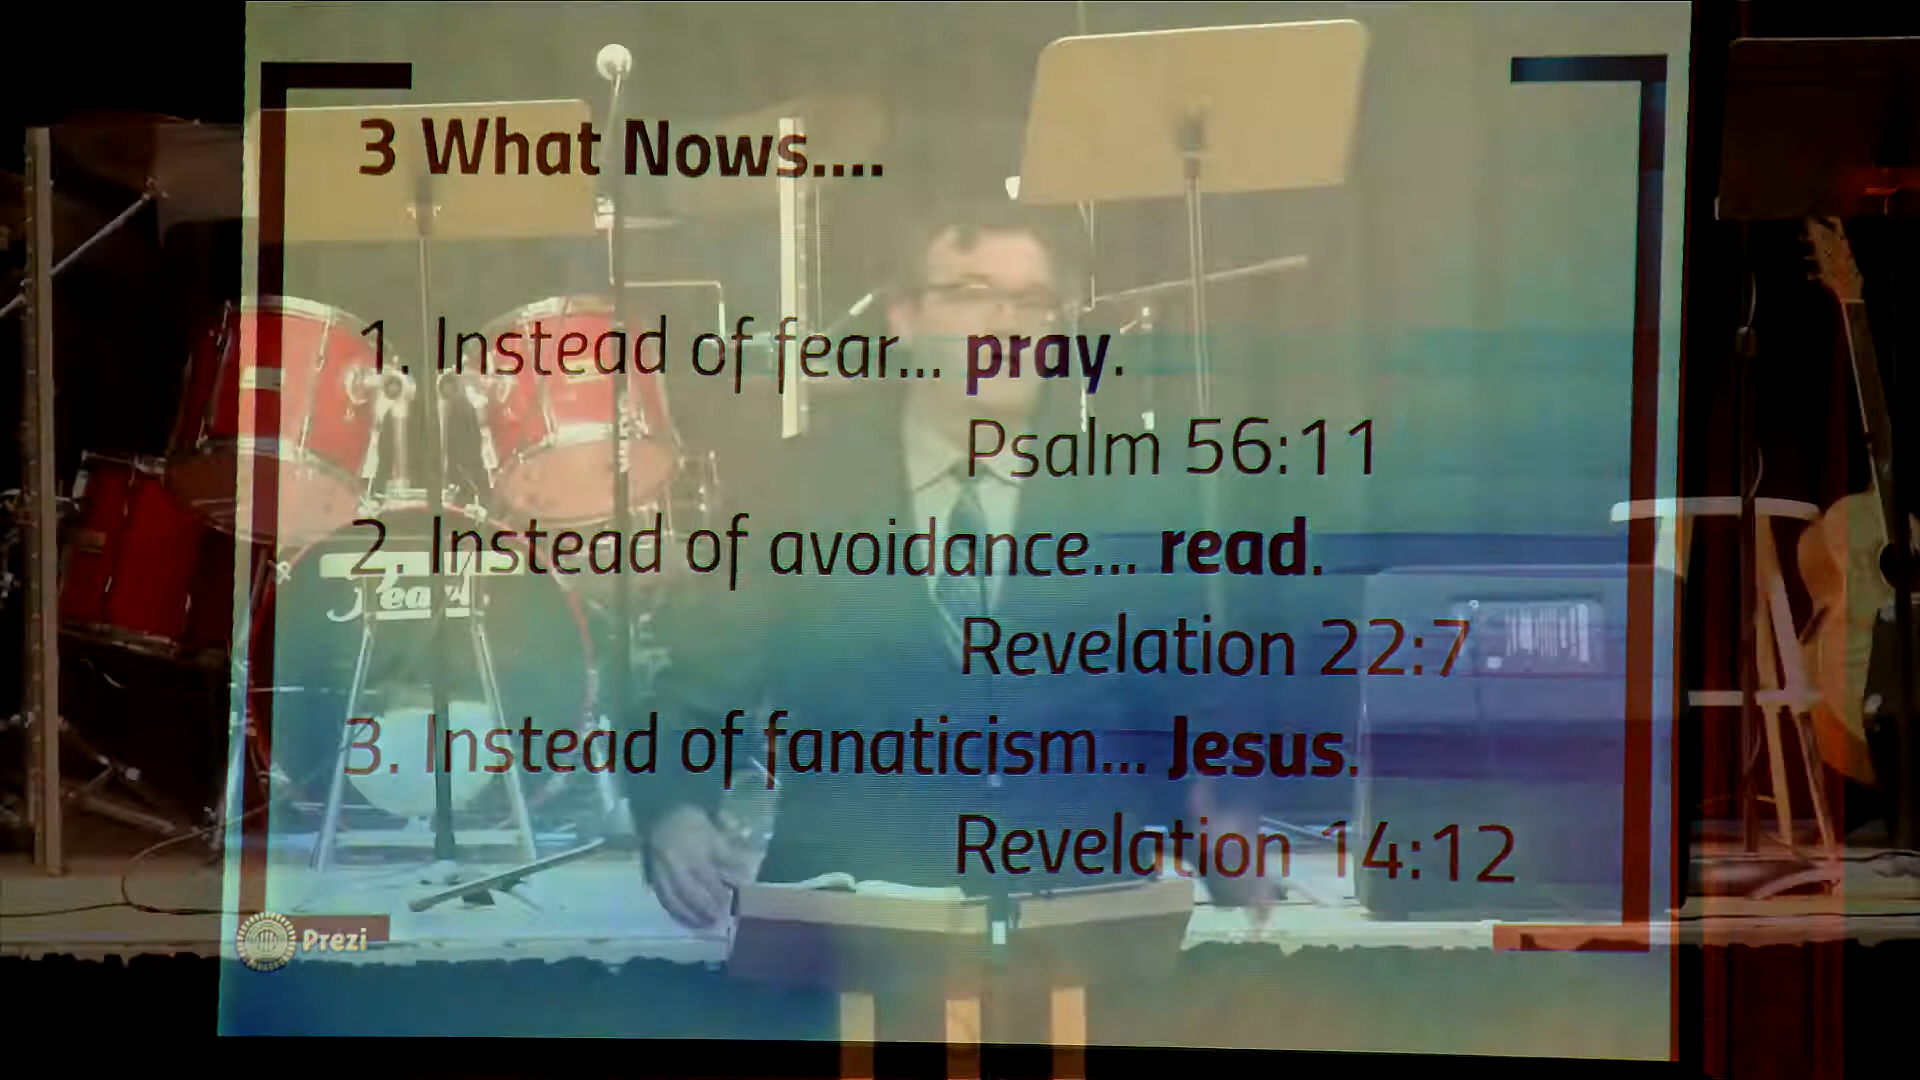 3 What Nows....
1. Instead of fear... pray.
Psalm 56:11
2. Instead of avoidance... read.
Revelation 22:7
3. Instead of fanaticism... Jesus.
Revelation 14:12
Pearl
Prezi